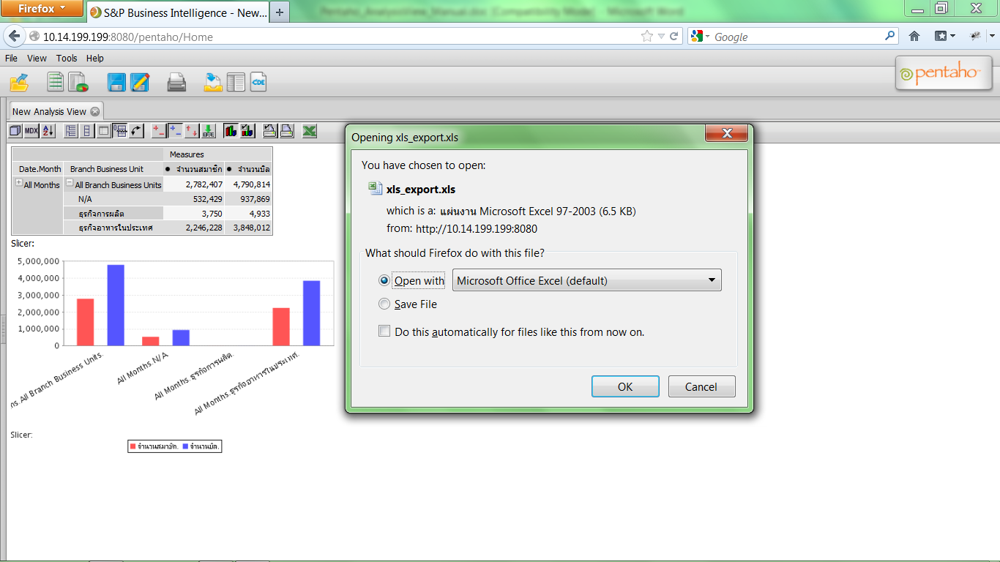 Firefox
S&P Business Intelligence - New...
Pentaho_AnalysisView_Manual.doc [Compatibility Mode] - Microsoft Word
10.14.199.199:8080/pentaho/Home
Google
File View Tools Help
CDE
pentaho
New Analysis View
MDX
Measures
Date.Month Branch Business Unit จำนวนสมาชิก จำนวนบิล
All Months All Branch Business Units 2,782,407 4,790,814
N/A 532,429 937,869
ธุรกิจการผลิต 3,750 4,933
ธุรกิจอาหารในประเทศ 2,246,228 3,848,012
Slicer:
5,000,000
4,000,000
3,000,000
2,000,000
1,000,000
0
ns.All Branch Business Units.
All Months.N/A
All Months.ธุรกิจการผลิต.
All Months.ธุรกิจอาหารในประเทศ.
Slicer:
จำนวนสมาชิก. จำนวนบิล.
Opening xls_export.xls
You have chosen to open:
xls_export.xls
which is a: แผ่นงาน Microsoft Excel 97-2003 (6.5 KB)
from: http://10.14.199.199:8080
What should Firefox do with this file?
Open with Microsoft Office Excel (default)
Save File
Do this automatically for files like this from now on.
OK Cancel